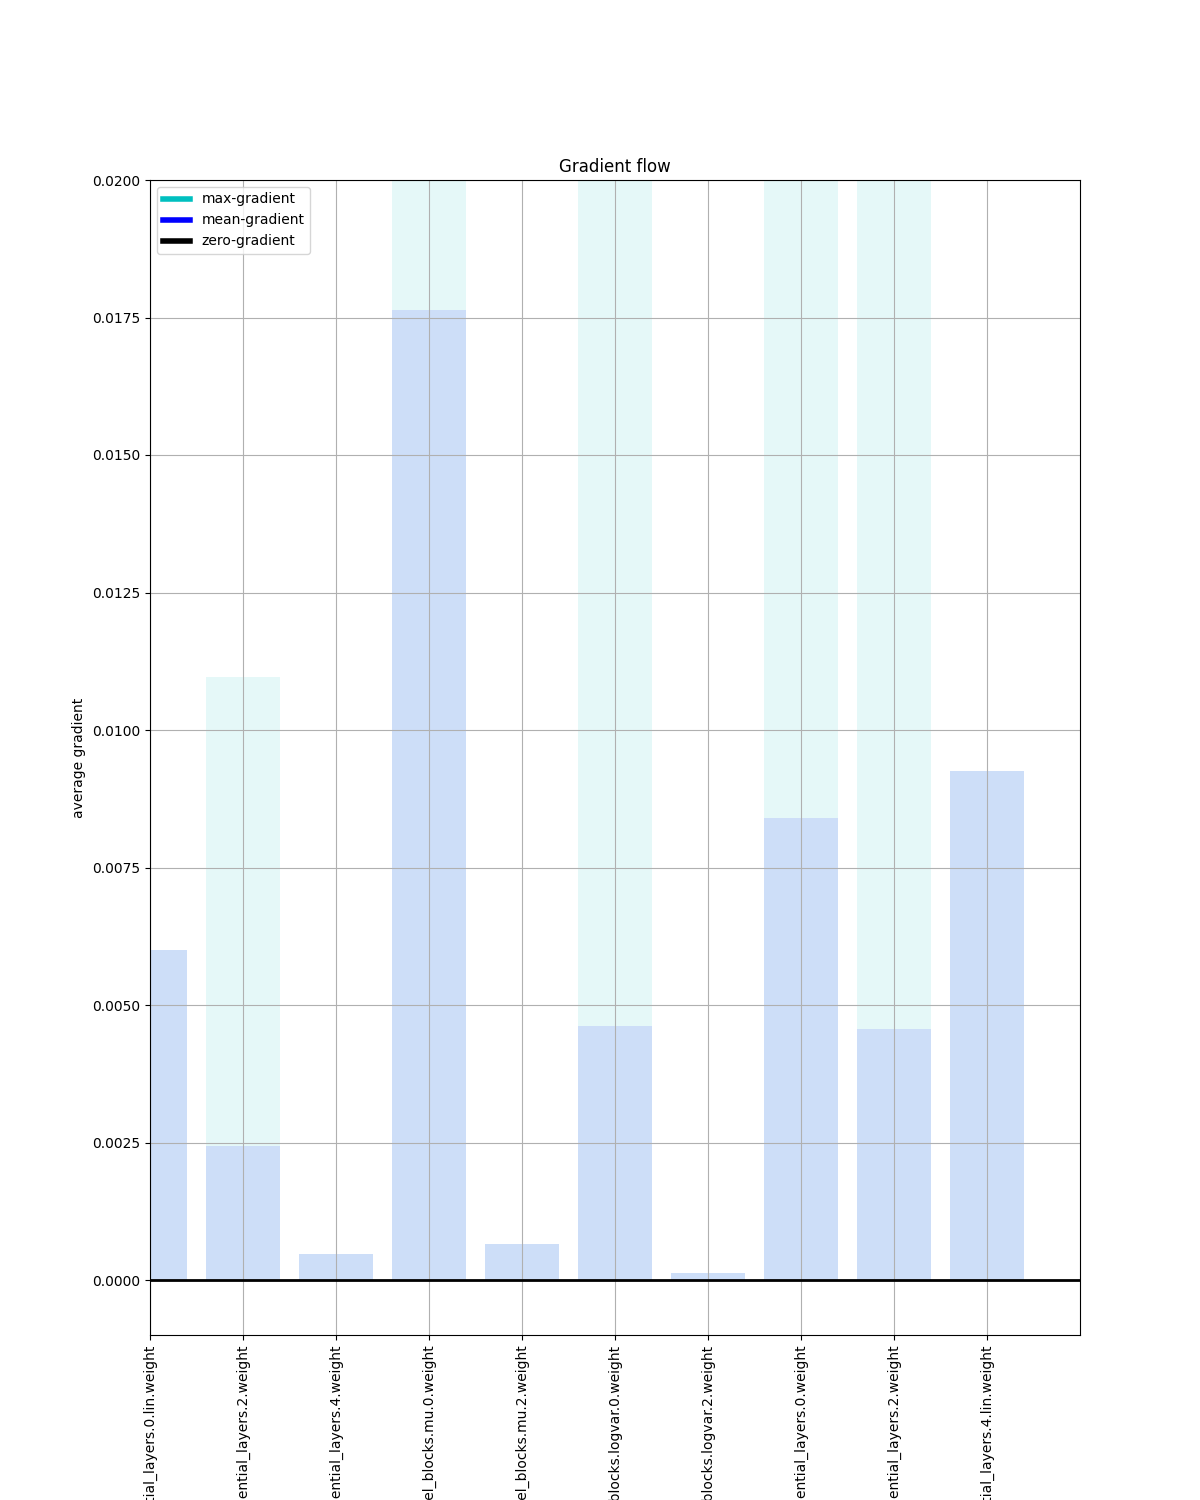 Gradient flow
max-gradient
mean-gradient
zero-gradient
0.0200
0.0175
0.0150
0.0125
0.0100
0.0075
0.0050
0.0025
0.0000
average gradient
tial_layers.0.lin.weight
ential_layers.2.weight
ential_layers.4.weight
el_blocks.mu.0.weight
el_blocks.mu.2.weight
blocks.logvar.0.weight
blocks.logvar.2.weight
ential_layers.0.weight
ential_layers.2.weight
tial_layers.4.lin.weight